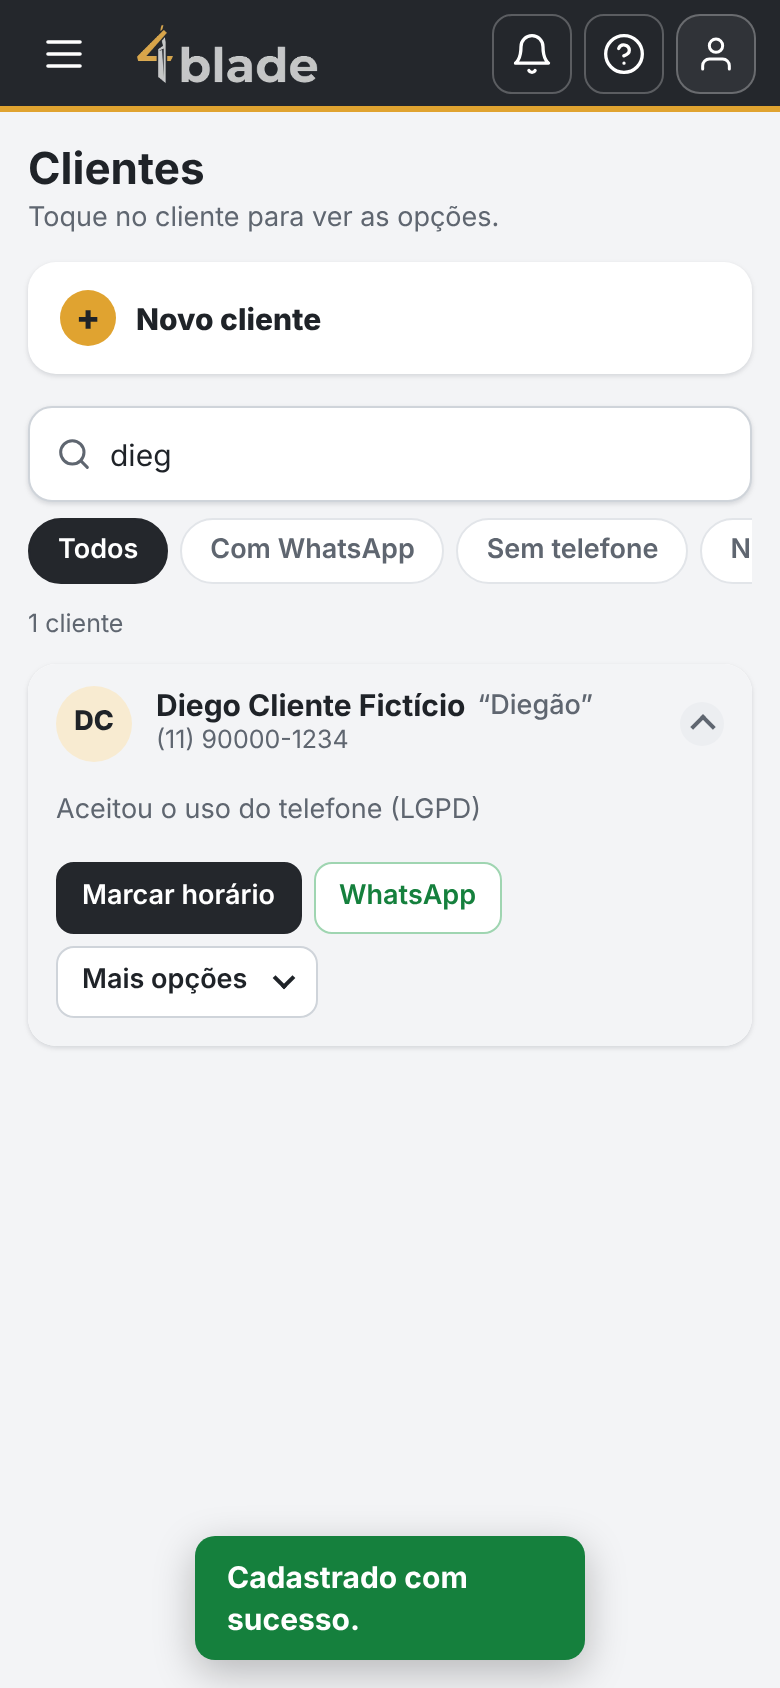 4blade
Clientes
Toque no cliente para ver as opções.
+ Novo cliente
dieg
Todos Com WhatsApp Sem telefone N
1 cliente
DC Diego Cliente Fictício “Diegão”
(11) 90000-1234
Aceitou o uso do telefone (LGPD)
Marcar horário WhatsApp
Mais opções
Cadastrado com
sucesso.